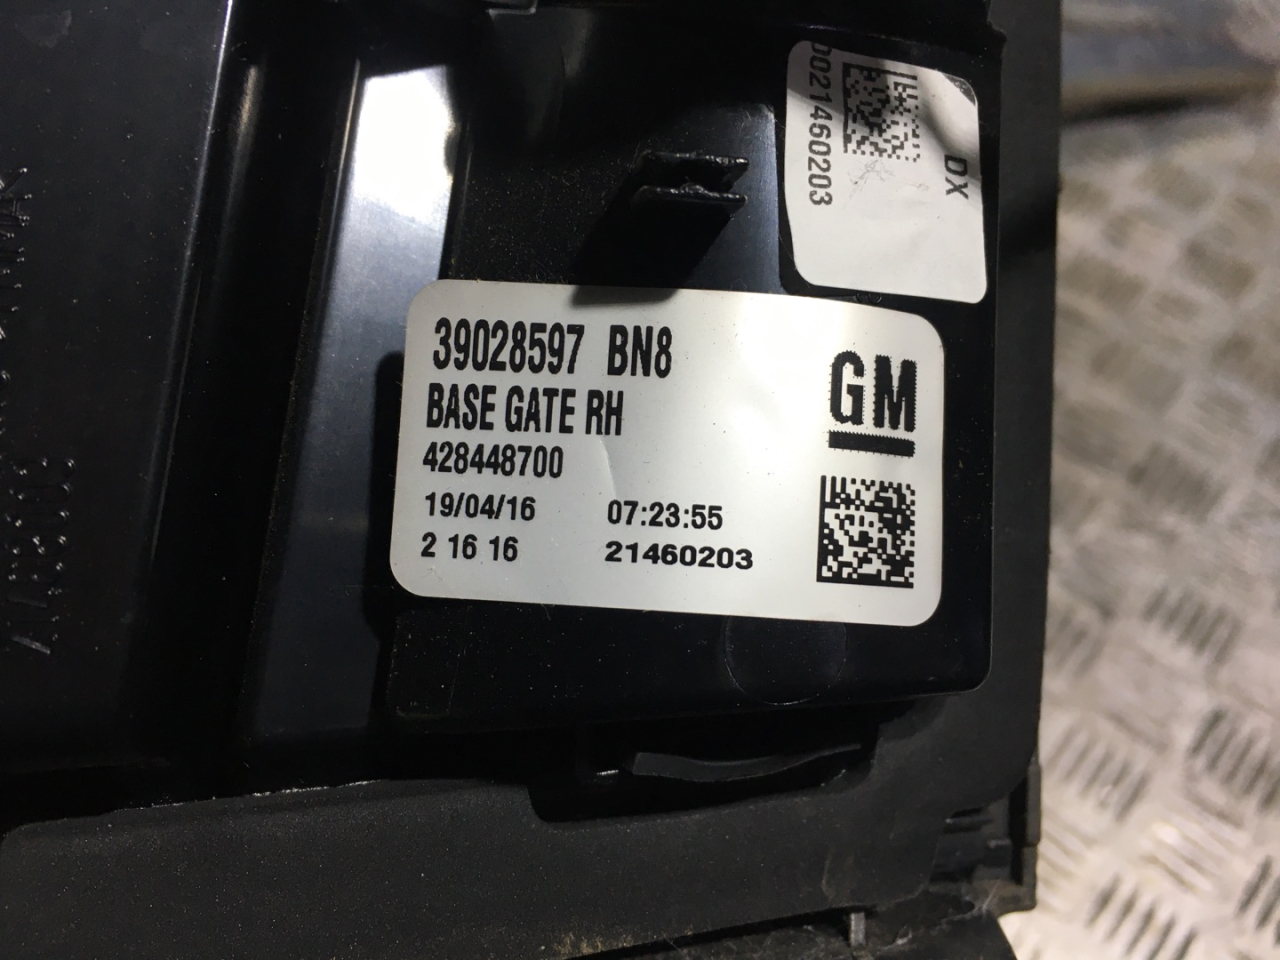 0021460203
DX
39028597 BN8
BASE GATE RH
GM
428448700
19/04/16 07:23:55
2 16 16 21460203